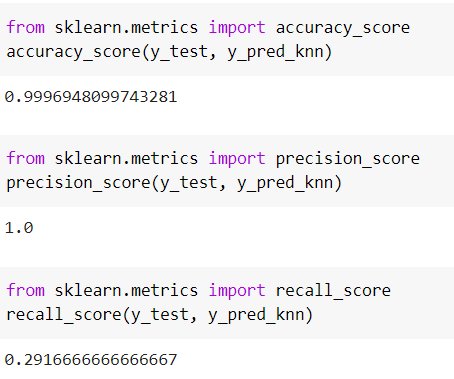 from sklearn.metrics import accuracy_score
accuracy_score(y_test, y_pred_knn)
0.9996948099743281
from sklearn.metrics import precision_score
precision_score(y_test, y_pred_knn)
1.0
from sklearn.metrics import recall_score
recall_score(y_test, y_pred_knn)
0.2916666666666667